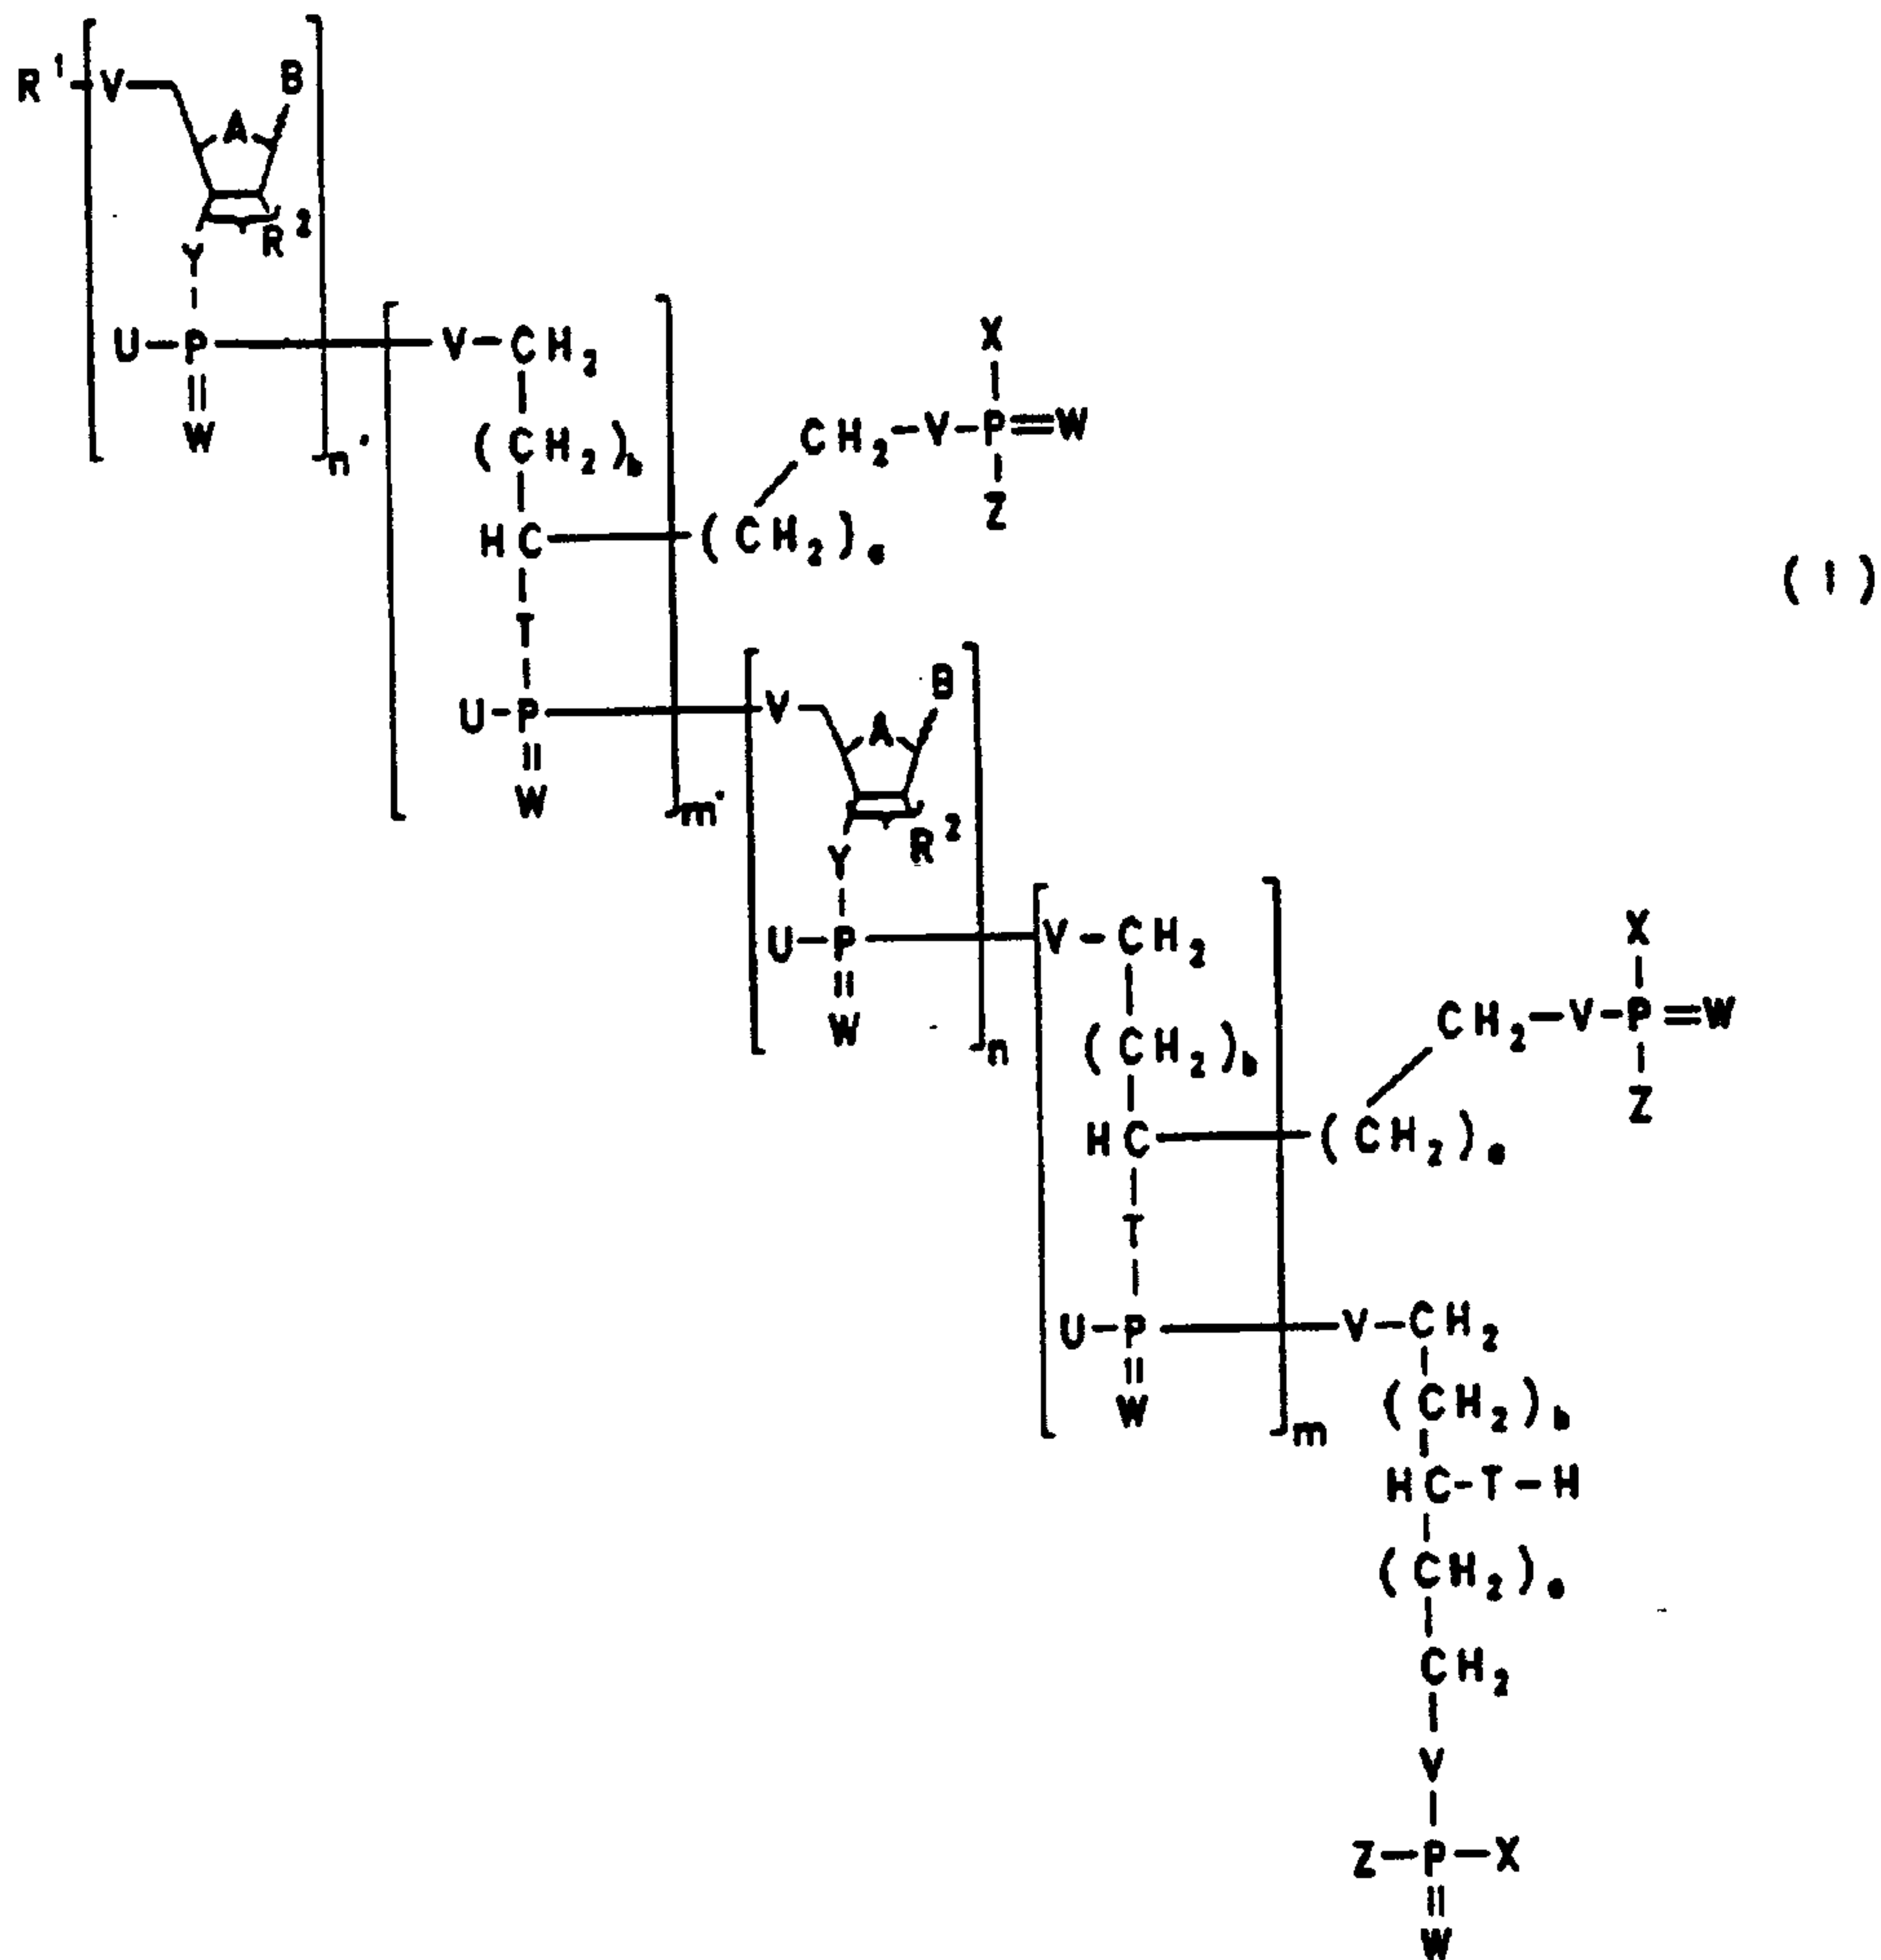 R¹-V B
A
R²
Y
U-P V-CH₂ X
W (CH₂)b CH₂-V-P=W
n' Z
HC (CH₂)a
(1)
T
B
U-P V A
W
m' R²
Y
X
U-P V-CH₂
W CH₂-V-P=W
n (CH₂)b
Z
HC (CH₂)a
T
U-P V-CH₂
W (CH₂)b
m
HC-T-H
(CH₂)a
CH₂
V
Z-P-X
W